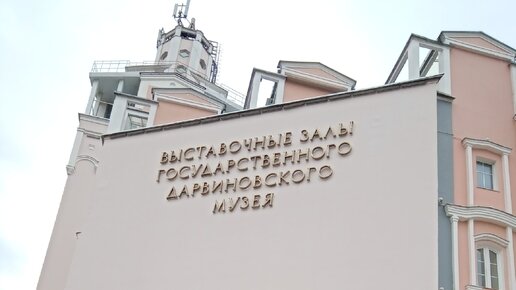 ВЫСТАВОЧНЫЕ ЗАЛЫ
ГОСУДАРСТВЕННОГО
ДАРВИНОВСКОГО
МУЗЕЯ